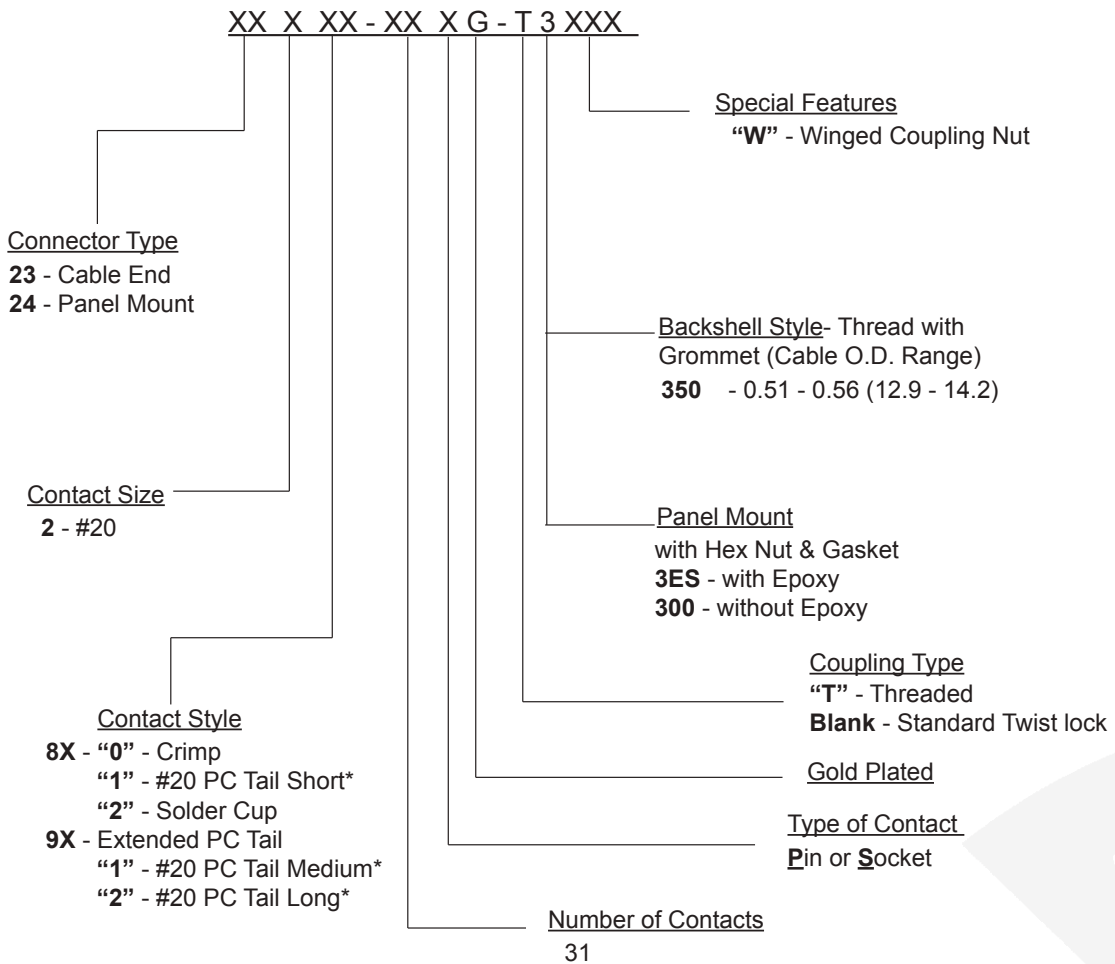 XX X XX - XX X G - T 3 XXX
Special Features
“W” - Winged Coupling Nut
Connector Type
23 - Cable End
24 - Panel Mount
Backshell Style- Thread with
Grommet (Cable O.D. Range)
350 - 0.51 - 0.56 (12.9 - 14.2)
Contact Size
2 - #20
Panel Mount
with Hex Nut & Gasket
3ES - with Epoxy
300 - without Epoxy
Coupling Type
“T” - Threaded
Blank - Standard Twist lock
Contact Style
8X - “0” - Crimp
“1” - #20 PC Tail Short*
“2” - Solder Cup
9X - Extended PC Tail
“1” - #20 PC Tail Medium*
“2” - #20 PC Tail Long*
Gold Plated
Type of Contact
Pin or Socket
Number of Contacts
31